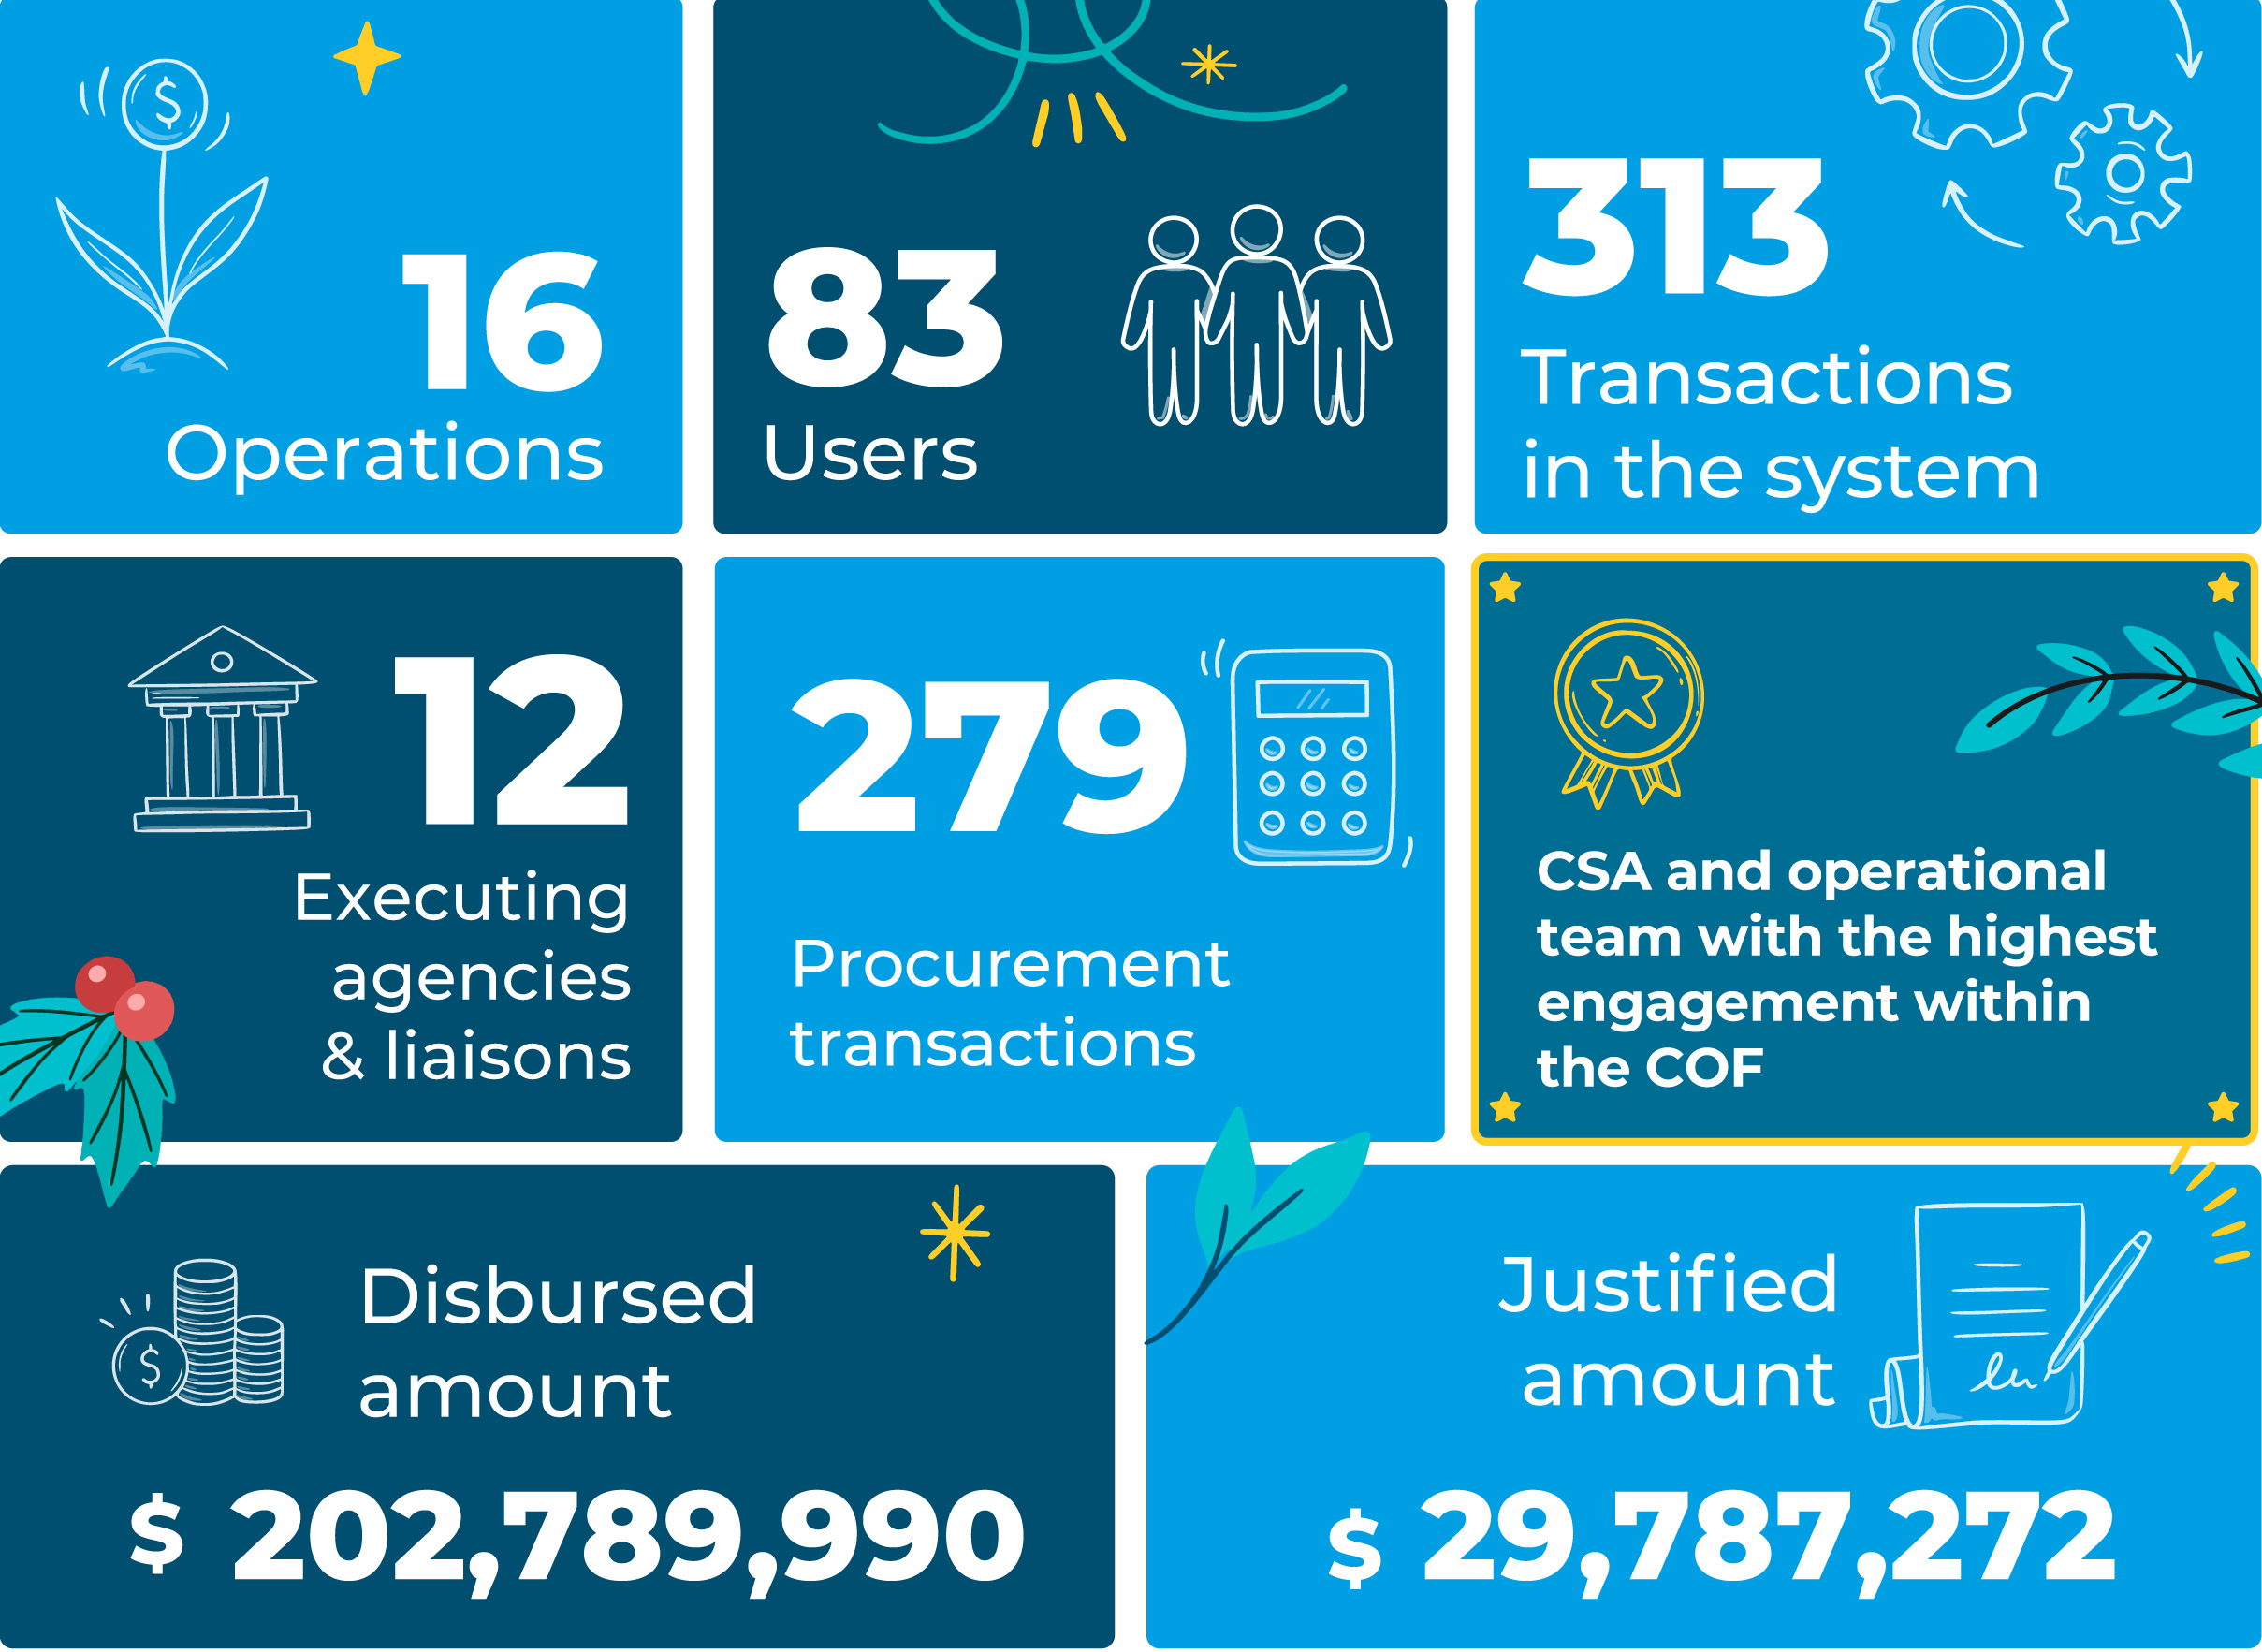 16
Operations
83
Users
313
Transactions
in the system
12
Executing
agencies
& liaisons
279
Procurement
transactions
CSA and operational
team with the highest
engagement within
the COF
Disbursed
amount
$ 202,789,990
Justified
amount
$ 29,787,272